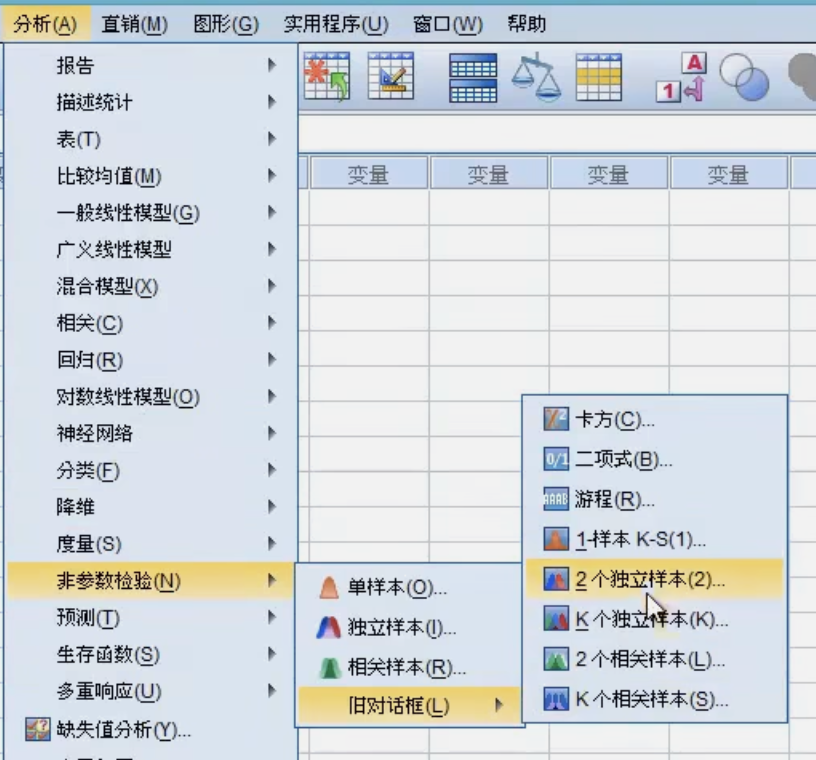 分析(A) 直销(M) 图形(G) 实用程序(U) 窗口(W) 帮助
A
1
变量 变量 变量 变量
报告
描述统计
表(T)
比较均值(M)
一般线性模型(G)
广义线性模型
混合模型(X)
相关(C)
回归(R)
对数线性模型(O)
神经网络
分类(F)
降维
度量(S)
非参数检验(N)
预测(T)
生存函数(S)
多重响应(U)
缺失值分析(Y)...
单样本(O)...
独立样本(I)...
相关样本(R)...
旧对话框(L)
卡方(C)...
0/1 二项式(B)...
AAAB 游程(R)...
1-样本 K-S(1)...
2 个独立样本(2)...
K 个独立样本(K)...
2 个相关样本(L)...
K 个相关样本(S)...